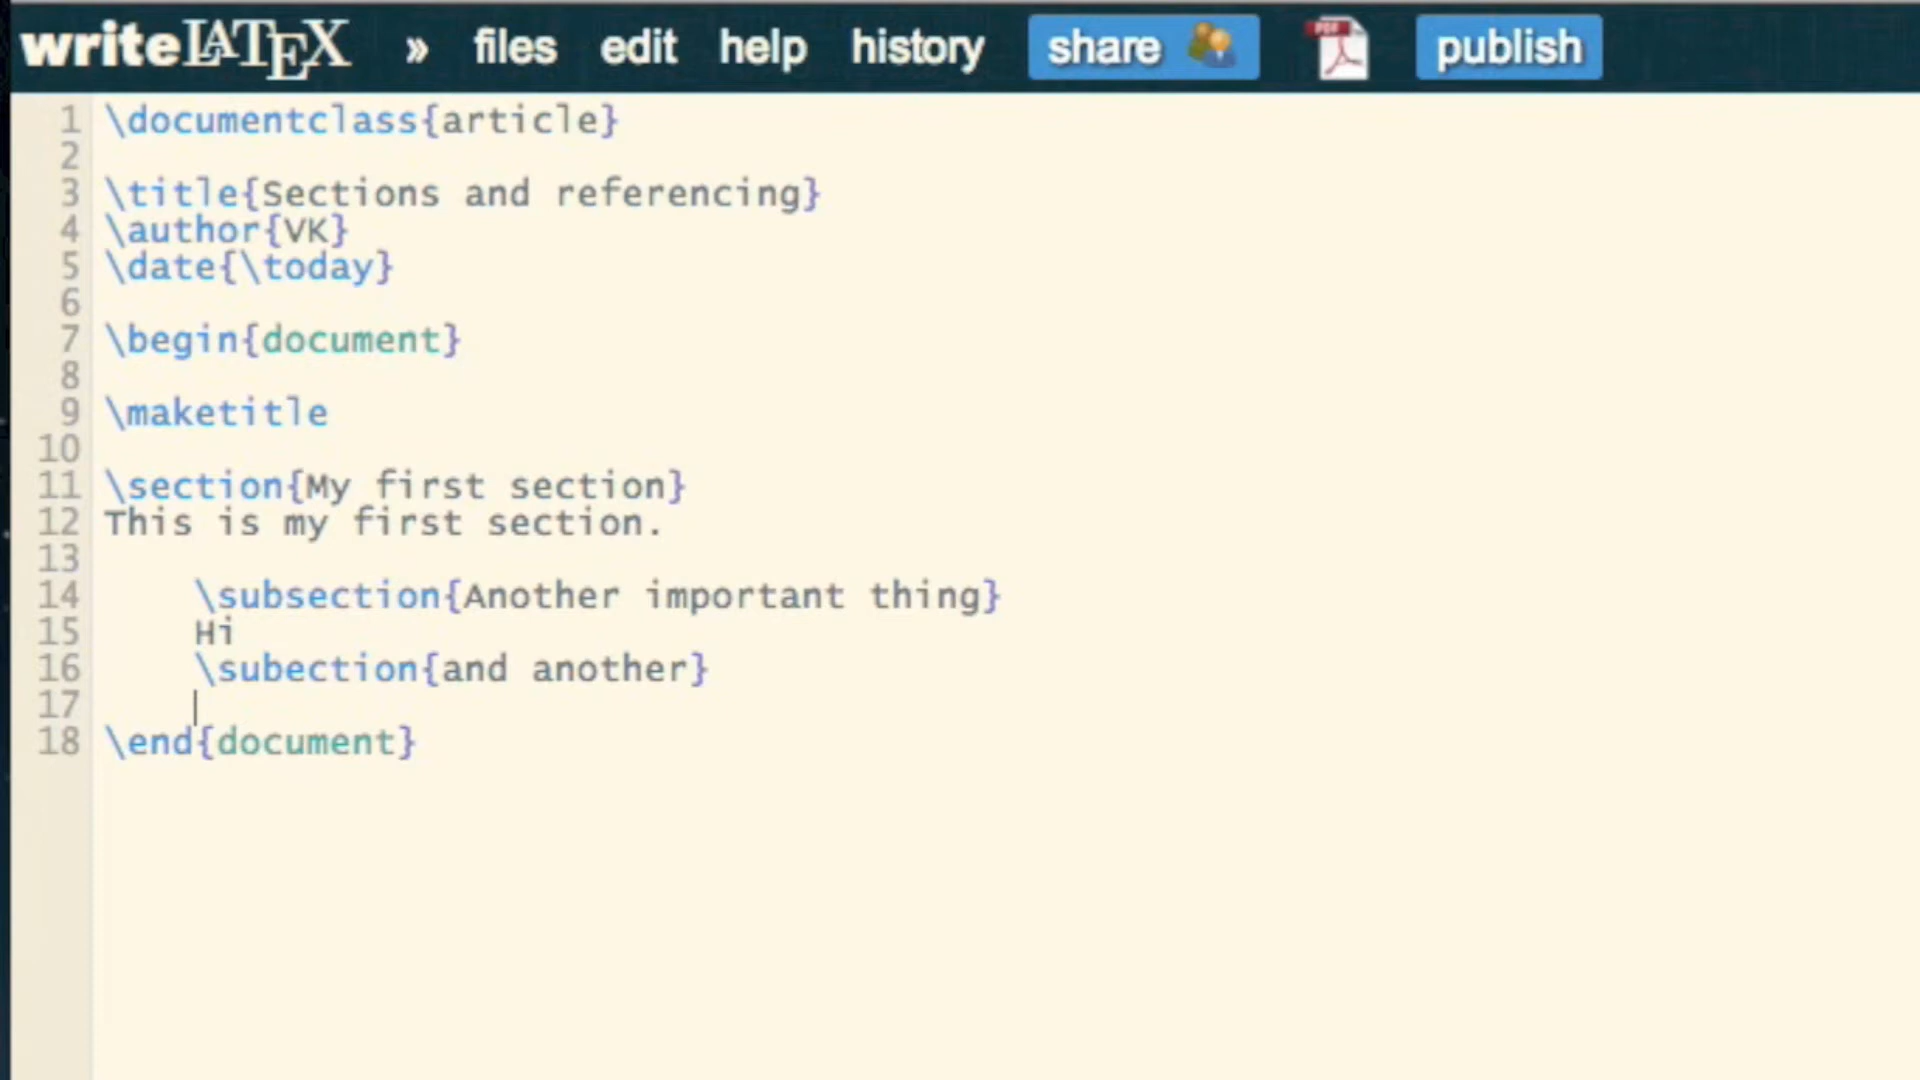 writeLATEX » files edit help history share PDF publish
1 \documentclass{article}
2
3 \title{Sections and referencing}
4 \author{VK}
5 \date{\today}
6
7 \begin{document}
8
9 \maketitle
10
11 \section{My first section}
12 This is my first section.
13
14 \subsection{Another important thing}
15 Hi
16 \subection{and another}
17
18 \end{document}